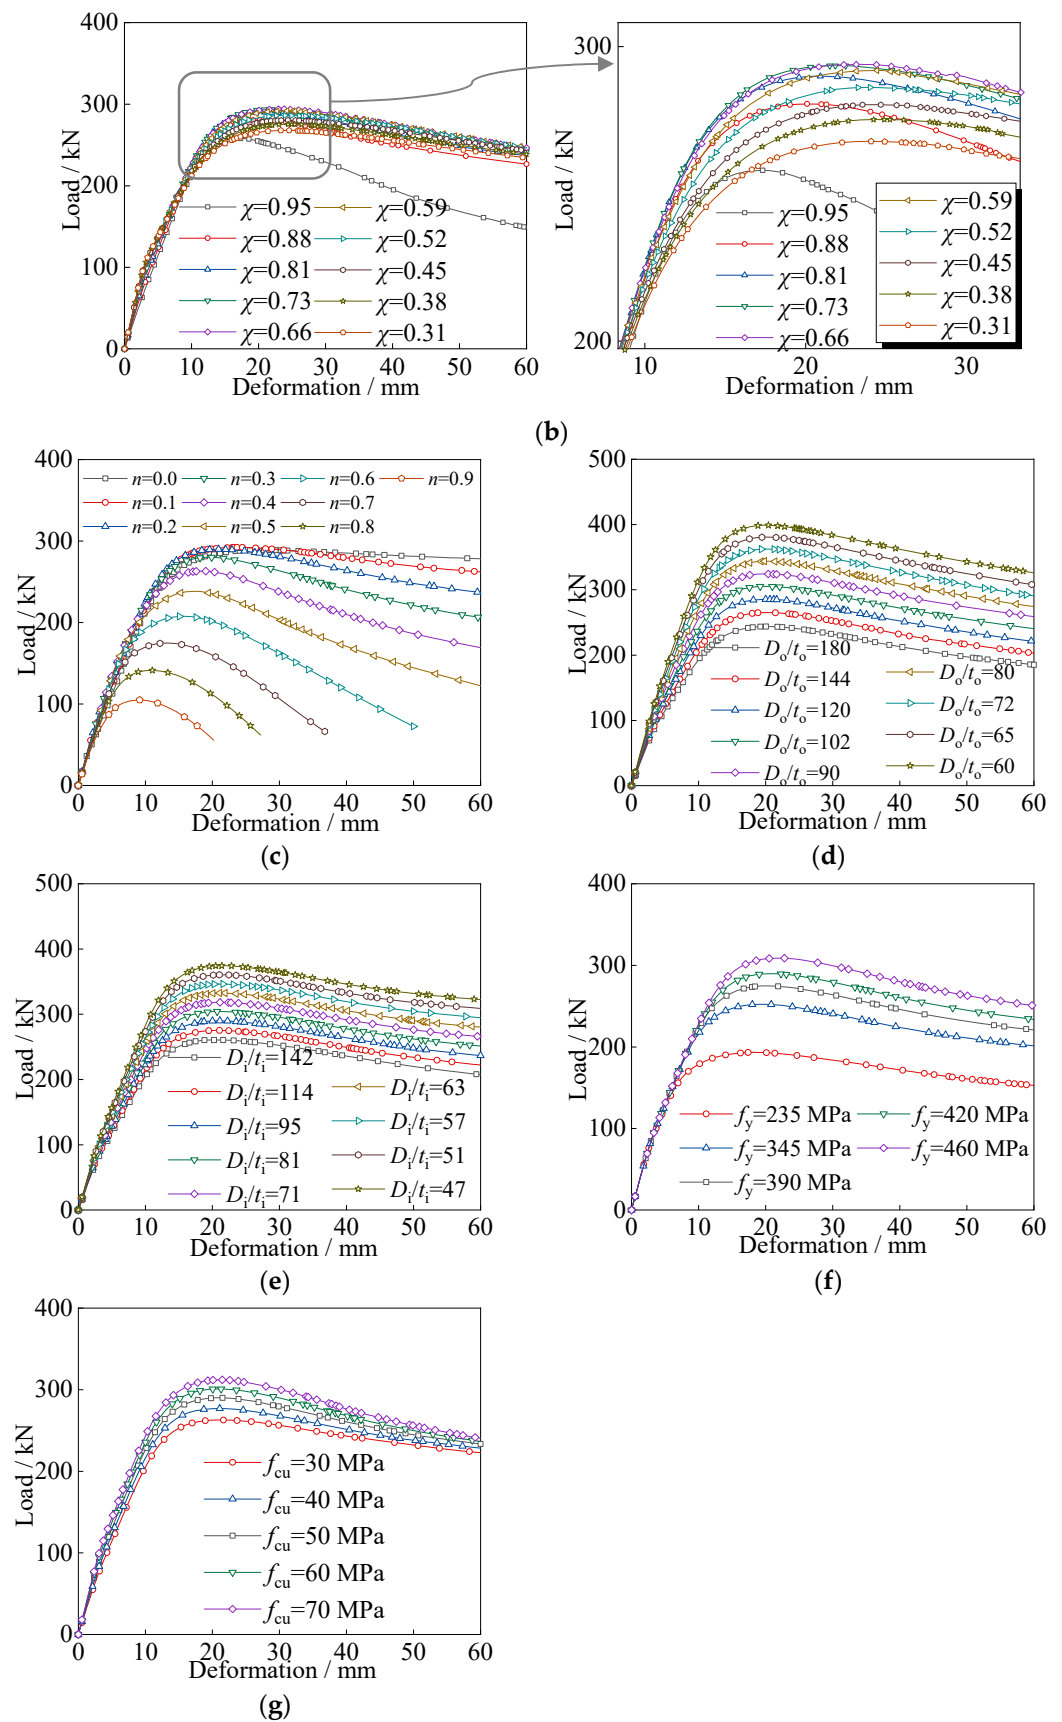 400
300
200
100
0
Load / kN
χ=0.95
χ=0.59
χ=0.88
χ=0.52
χ=0.81
χ=0.45
χ=0.73
χ=0.38
χ=0.66
χ=0.31
0 10 20 30 40 50 60
Deformation / mm
300
200
Load / kN
χ=0.95
χ=0.88
χ=0.81
χ=0.73
χ=0.66
χ=0.59
χ=0.52
χ=0.45
χ=0.38
χ=0.31
10 20 30
Deformation / mm
(b)
400
300
200
100
0
Load / kN
n=0.0 n=0.3 n=0.6 n=0.9
n=0.1 n=0.4 n=0.7
n=0.2 n=0.5 n=0.8
0 10 20 30 40 50 60
Deformation / mm
(c)
500
400
300
200
100
0
Load / kN
Do/to=180
Do/to=144
Do/to=120
Do/to=102
Do/to=90
Do/to=80
Do/to=72
Do/to=65
Do/to=60
0 10 20 30 40 50 60
Deformation / mm
(d)
500
400
300
200
100
0
Load / kN
Di/ti=142
Di/ti=114
Di/ti=95
Di/ti=81
Di/ti=71
Di/ti=63
Di/ti=57
Di/ti=51
Di/ti=47
0 10 20 30 40 50 60
Deformation / mm
(e)
400
300
200
100
0
Load / kN
fy=235 MPa fy=420 MPa
fy=345 MPa fy=460 MPa
fy=390 MPa
0 10 20 30 40 50 60
Deformation / mm
(f)
400
300
200
100
0
Load / kN
fcu=30 MPa
fcu=40 MPa
fcu=50 MPa
fcu=60 MPa
fcu=70 MPa
0 10 20 30 40 50 60
Deformation / mm
(g)